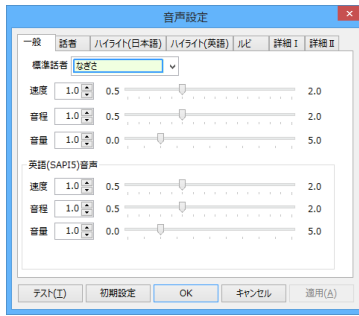 音声設定
一般 話者 ハイライト(日本語) ハイライト(英語) ルビ 詳細 I 詳細 II
標準話者 なぎさ
速度 1.0 0.5 2.0
音程 1.0 0.5 2.0
音量 1.0 0.0 5.0
英語(SAPI5)音声
速度 1.0 0.5 2.0
音程 1.0 0.5 2.0
音量 1.0 0.0 5.0
テスト(T) 初期設定 OK キャンセル 適用(A)